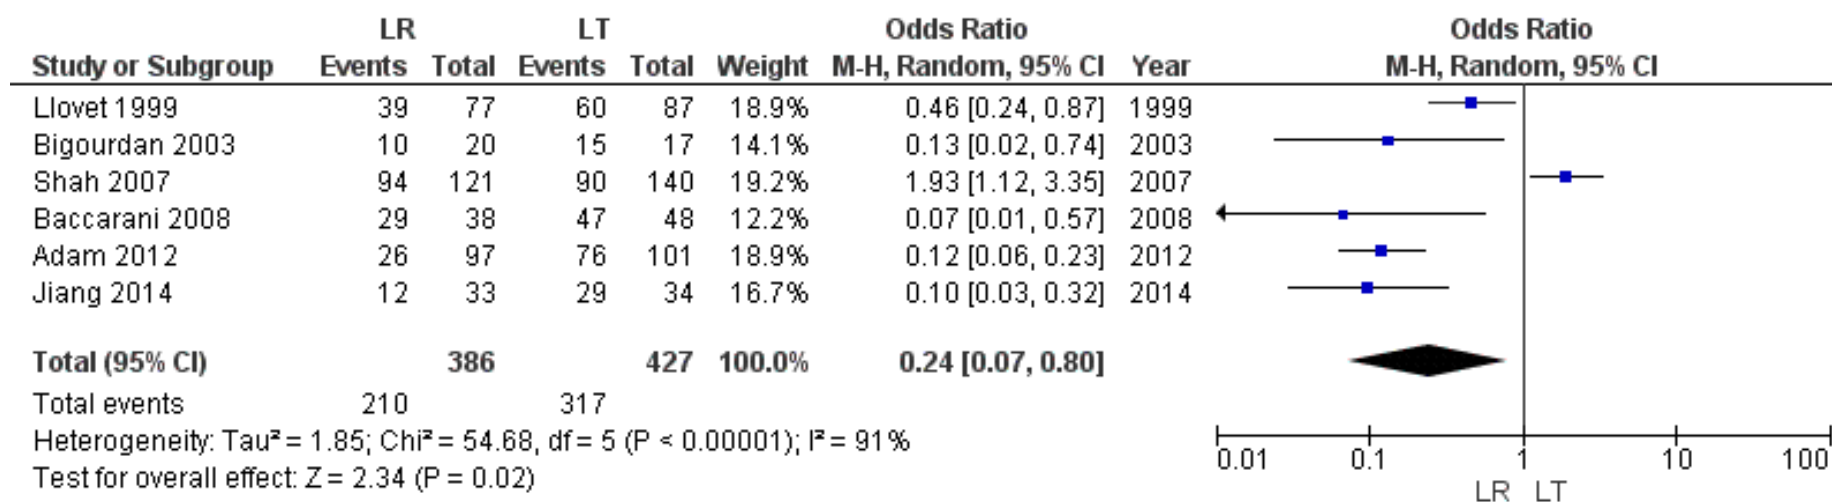 LR LT Odds Ratio Odds Ratio
Study or Subgroup Events Total Events Total Weight M-H, Random, 95% CI Year M-H, Random, 95% CI
Llovet 1999 39 77 60 87 18.9% 0.46 [0.24, 0.87] 1999
Bigourdan 2003 10 20 15 17 14.1% 0.13 [0.02, 0.74] 2003
Shah 2007 94 121 90 140 19.2% 1.93 [1.12, 3.35] 2007
Baccarani 2008 29 38 47 48 12.2% 0.07 [0.01, 0.57] 2008
Adam 2012 26 97 76 101 18.9% 0.12 [0.06, 0.23] 2012
Jiang 2014 12 33 29 34 16.7% 0.10 [0.03, 0.32] 2014
Total (95% CI) 386 427 100.0% 0.24 [0.07, 0.80]
Total events 210 317
Heterogeneity: Tau² = 1.85; Chi² = 54.68, df = 5 (P < 0.00001); I² = 91%
Test for overall effect: Z = 2.34 (P = 0.02)
0.01 0.1 1 10 100
LR LT